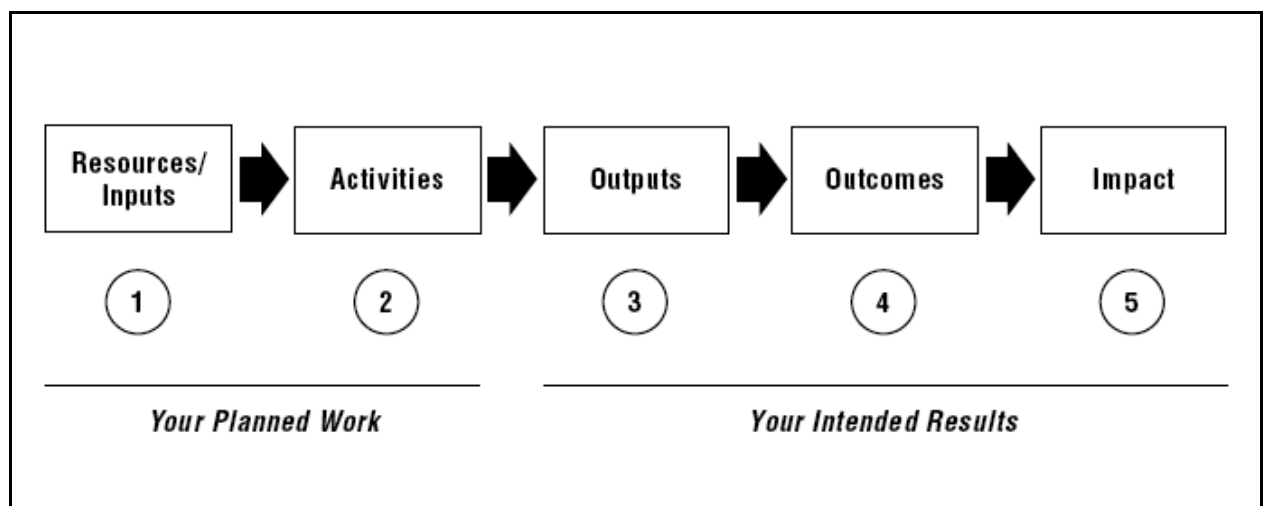 Resources/
Inputs
Activities
Outputs
Outcomes
Impact
1
2
3
4
5
Your Planned Work
Your Intended Results